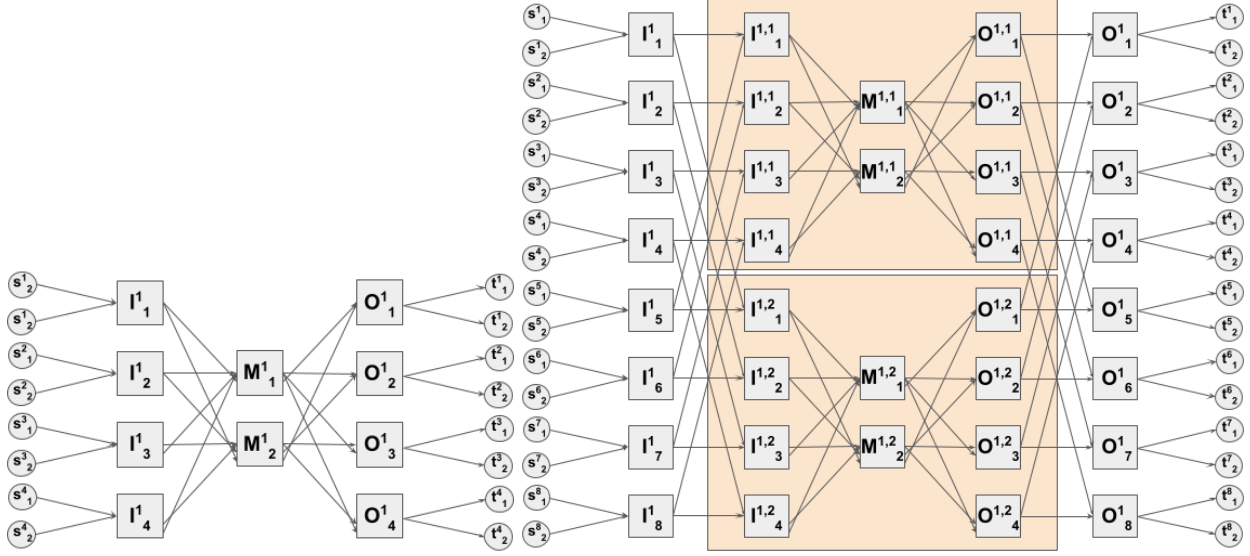 s¹₂
s¹₂
s²₁
s²₂
s³₁
s³₂
s⁴₁
s⁴₂
I¹₁
I¹₂
I¹₃
I¹₄
M¹₁
M¹₂
O¹₁
O¹₂
O¹₃
O¹₄
t¹₁
t¹₂
t²₁
t²₂
t³₁
t³₂
t⁴₁
t⁴₂
s¹₁
s¹₂
s²₁
s²₂
s³₁
s³₂
s⁴₁
s⁴₂
s⁵₁
s⁵₂
s⁶₁
s⁶₂
s⁷₁
s⁷₂
s⁸₁
s⁸₂
I¹₁
I¹₂
I¹₃
I¹₄
I¹₅
I¹₆
I¹₇
I¹₈
I¹,¹₁
I¹,¹₂
I¹,¹₃
I¹,¹₄
I¹,²₁
I¹,²₂
I¹,²₃
I¹,²₄
M¹,¹₁
M¹,¹₂
M¹,²₁
M¹,²₂
O¹,¹₁
O¹,¹₂
O¹,¹₃
O¹,¹₄
O¹,²₁
O¹,²₂
O¹,²₃
O¹,²₄
O¹₁
O¹₂
O¹₃
O¹₄
O¹₅
O¹₆
O¹₇
O¹₈
t¹₁
t¹₂
t²₁
t²₂
t³₁
t³₂
t⁴₁
t⁴₂
t⁵₁
t⁵₂
t⁶₁
t⁶₂
t⁷₁
t⁷₂
t⁸₁
t⁸₂